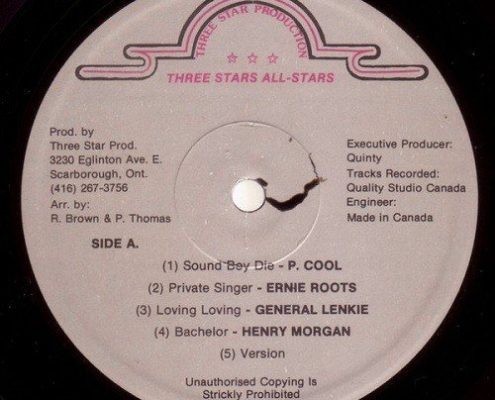 THREE STAR PRODUCTION
THREE STARS ALL-STARS
Prod. by
Three Star Prod.
3230 Eglinton Ave. E.
Scarborough, Ont.
(416) 267-3756
Arr. by:
R. Brown & P. Thomas
Executive Producer:
Quinty
Tracks Recorded:
Quality Studio Canada
Engineer:
Made in Canada
SIDE A.
(1) Sound Boy Die - P. COOL
(2) Private Singer - ERNIE ROOTS
(3) Loving Loving - GENERAL LENKIE
(4) Bachelor - HENRY MORGAN
(5) Version
Unauthorised Copying Is
Strictly Prohibited